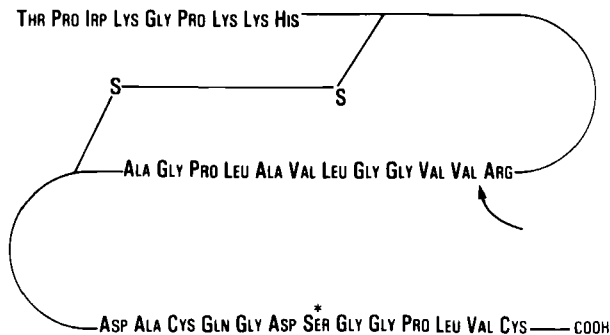 THR PRO IRP LYS GLY PRO LYS LYS HIS
S
S
ALA GLY PRO LEU ALA VAL LEU GLY GLY VAL VAL ARG
*
ASP ALA CYS GLN GLY ASP SER GLY GLY PRO LEU VAL CYS COOH